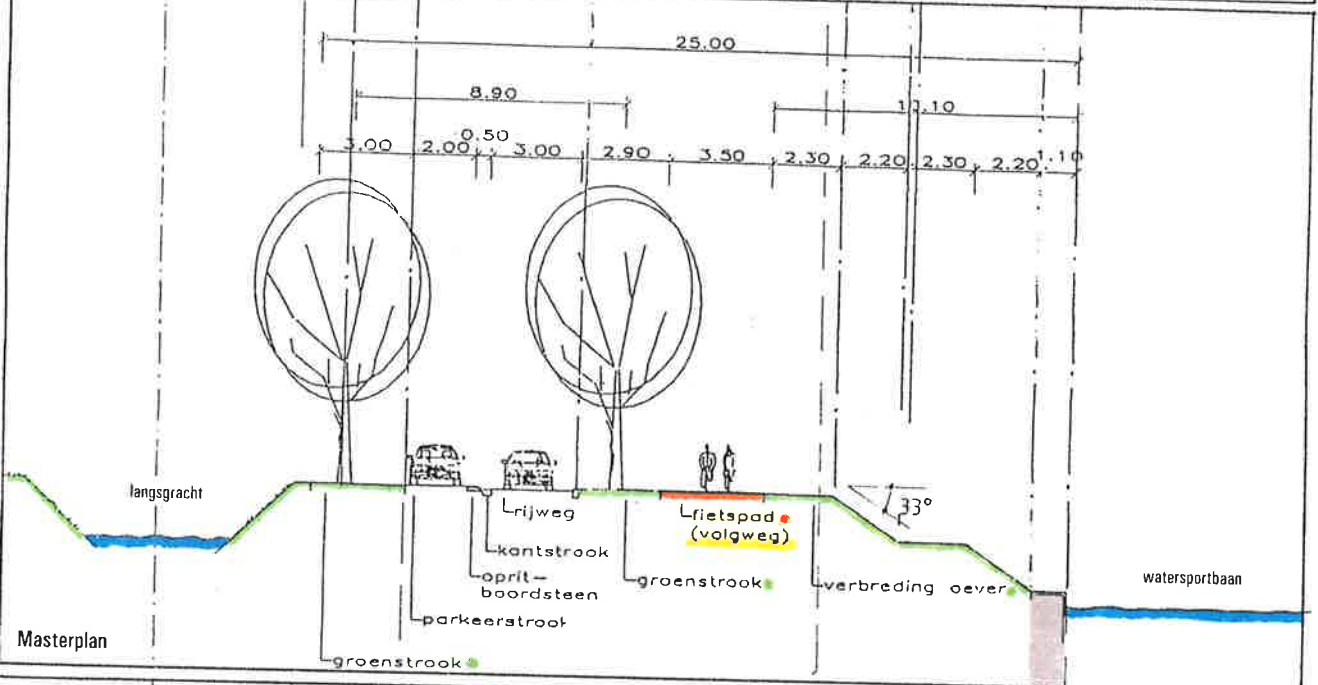 25.00
8.90
11.10
0.50
3.00 2.00 3.00 2.90 3.50 2.30 2.20 2.30 2.20 1.10
33°
langsgracht
rijweg
fietspad
(volgweg)
kantstrook
oprit-
boordsteen
groenstrook
verbreding oever
watersportbaan
parkeerstrook
Masterplan
groenstrook